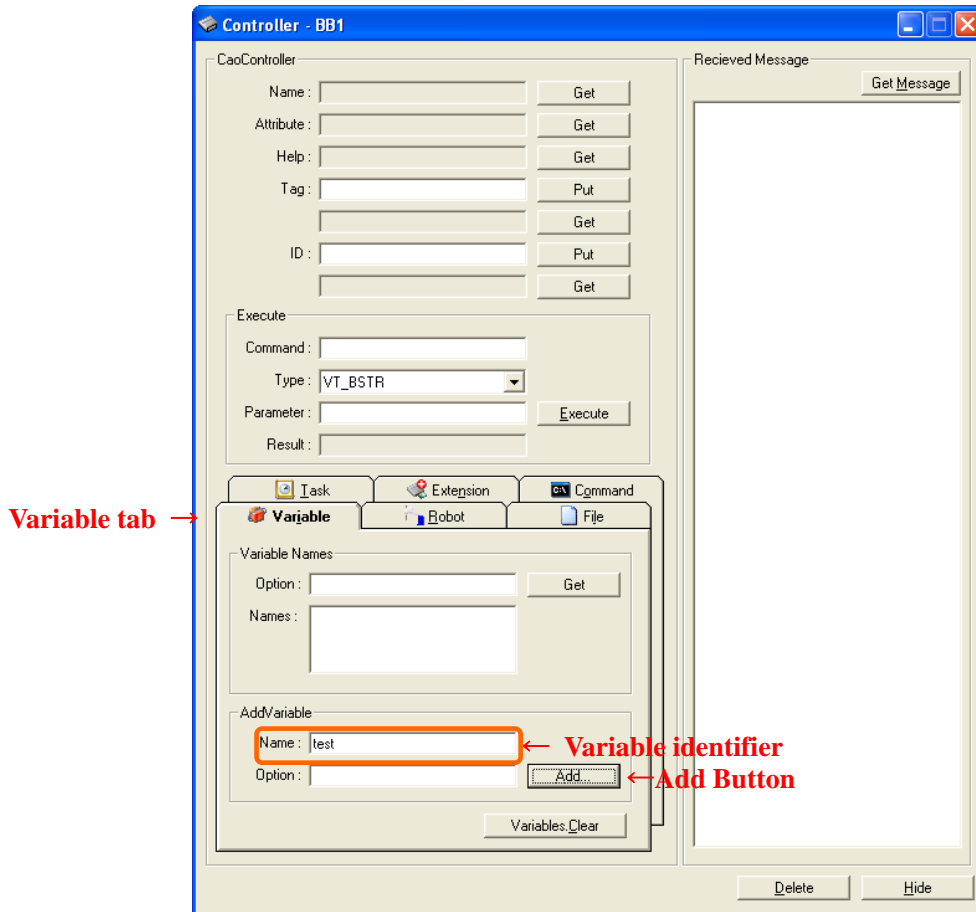 Controller - BB1
CaoController
Name :
Get
Attribute :
Get
Help :
Get
Tag :
Put
Get
ID :
Put
Get
Execute
Command :
Type : VT_BSTR
Parameter :
Execute
Result :
Task Extension Command
Variable tab → Variable Robot File
Variable Names
Option :
Get
Names :
AddVariable
Name : test ← Variable identifier
Option : Add... ←Add Button
Variables.Clear
Recieved Message
Get Message
Delete Hide